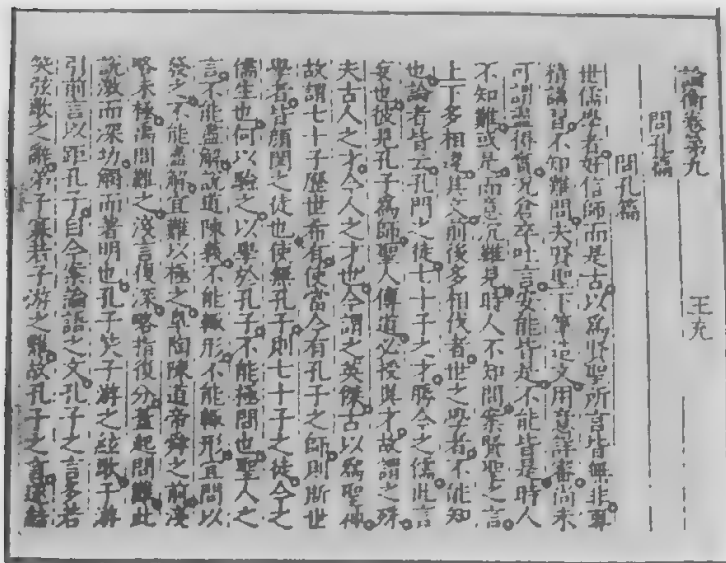 論衡卷第九
王充
問孔篇
問孔篇
世儒學者好信師而是古以為賢聖所言皆無非專
精講習不知難問夫賢聖下筆造文用意詳審尚未
可謂盡得實况倉卒吐言安能皆是不能皆是時人
不知難或是而意沉難見時人不知問案賢聖之言
上下多相違其文前後多相伐者世之學者不能知
也論者皆云孔門之徒七十子之才勝今之儒此言
妄也彼見孔子為師聖人傳道必授異才故謂之殊
夫古人之才今人之才也今謂之英傑古以為聖神
故謂七十子歷世希有使當今有孔子之師則斯世
學者皆顔閔之徒也使無孔子則七十子之徒今之
儒生也何以驗之以學於孔子不能極問也聖人之
言不能盡解說道陳義不能輒形不能輒形宜問以
發之不能盡解宜難以極之臯陶陳道帝舜之前淺
略未極禹問難之淺言復深略指復分蓋起問難此
說激而深切觸而著明也孔子笑子游之絃歌子游
引前言以距孔子自今案論語之文孔子之言多若
笑弦歌之辭弟子寡若子游之難故孔子之言遂結